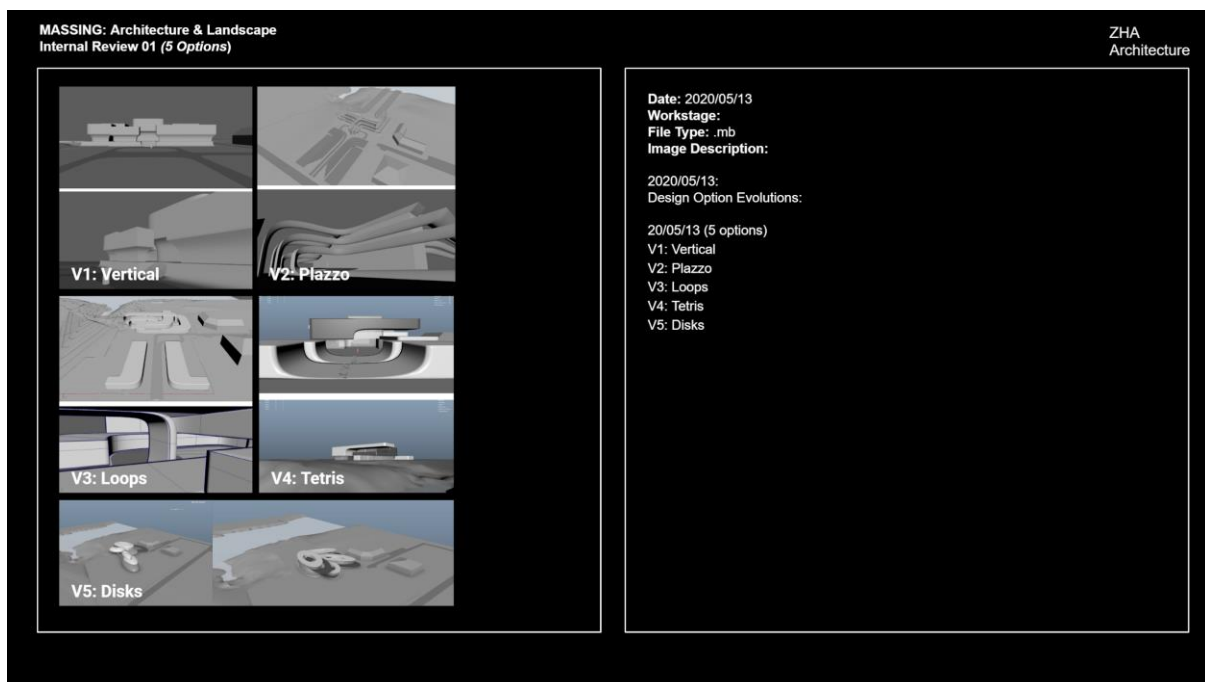 MASSING: Architecture & Landscape
Internal Review 01 (5 Options)
ZHA
Architecture
V1: Vertical
V2: Plazzo
V3: Loops
V4: Tetris
V5: Disks
Date: 2020/05/13
Workstage:
File Type: .mb
Image Description:
2020/05/13:
Design Option Evolutions:
20/05/13 (5 options)
V1: Vertical
V2: Plazzo
V3: Loops
V4: Tetris
V5: Disks